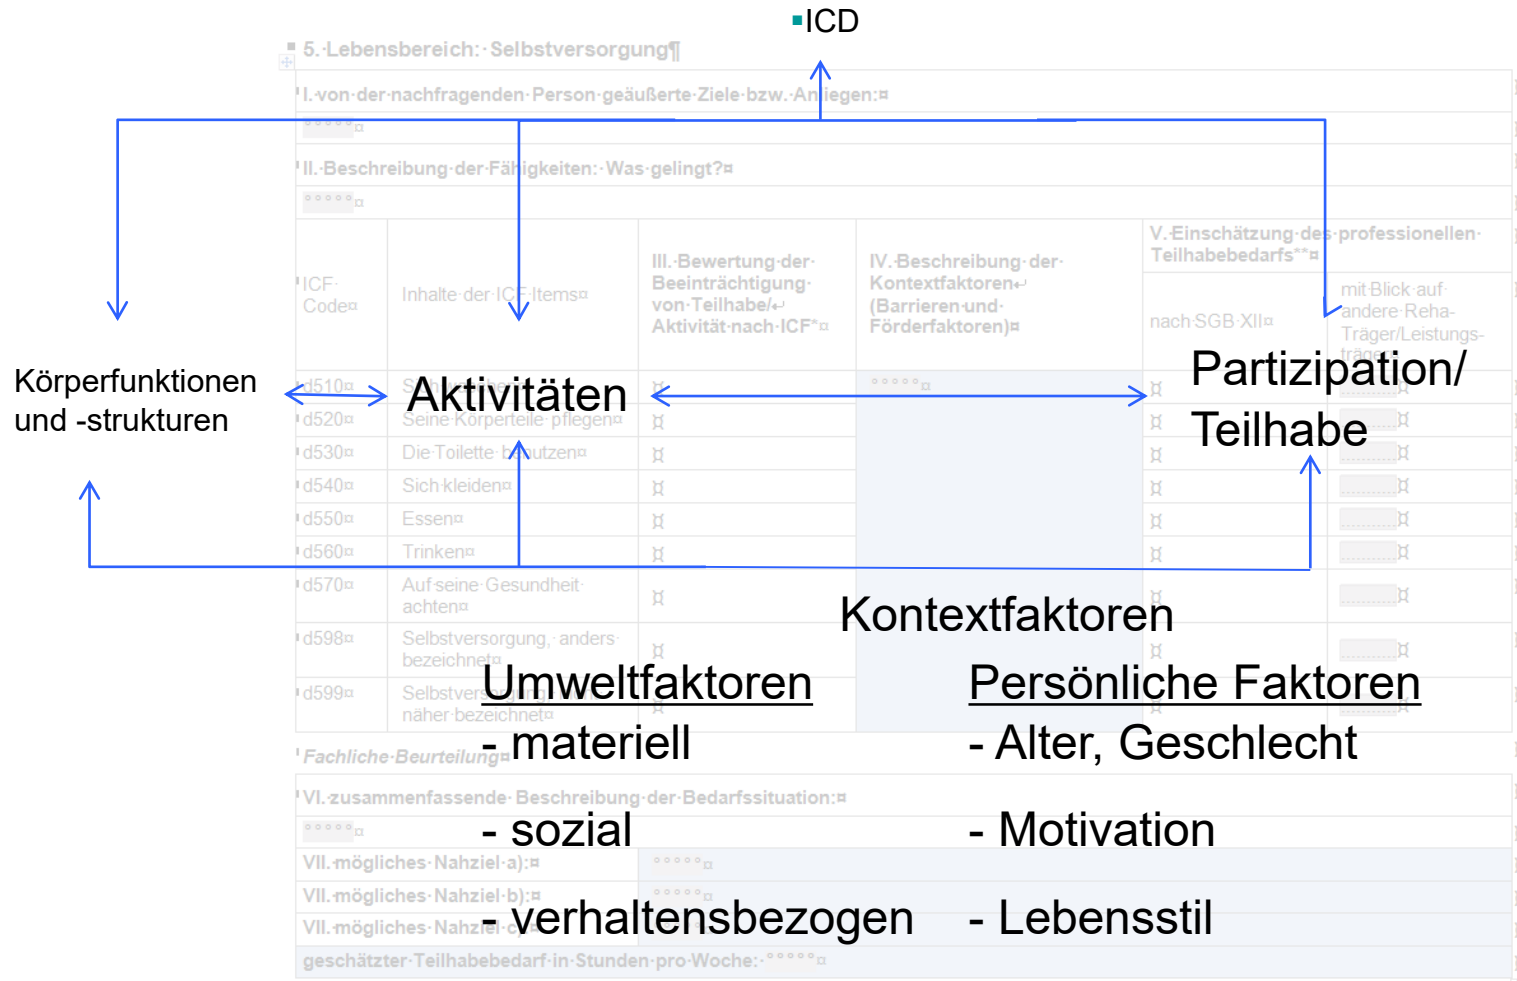 ICD
5. Lebensbereich: Selbstversorgung¶
I. von der nachfragenden Person geäußerte Ziele bzw. Anliegen:¤
°°°°°¤
II. Beschreibung der Fähigkeiten: Was gelingt?¤
°°°°°¤
ICF
Code¤
Inhalte der ICF Items¤
III. Bewertung der
Beeinträchtigung
von Teilhabe/↵
Aktivität nach ICF*¤
IV. Beschreibung der
Kontextfaktoren↵
(Barrieren und
Förderfaktoren)¤
V. Einschätzung des professionellen
Teilhabebedarfs**¤
nach SGB XII¤
mit Blick auf
andere Reha-
Träger/Leistungs-
Körperfunktionen
und -strukturen
Aktivitäten
Partizipation/
Teilhabe
d510¤ ¤ °°°°°¤ ¤ ¤
d520¤ Seine Körperteile pflegen¤ ¤ ¤ ¤
d530¤ Die Toilette benutzen¤ ¤ ¤ ¤
d540¤ Sich kleiden¤ ¤ ¤ ¤
d550¤ Essen¤ ¤ ¤ ¤
d560¤ Trinken¤ ¤ ¤ ¤
d570¤ Auf seine Gesundheit
achten¤ ¤ ¤ ¤
Kontextfaktoren
d598¤ Selbstversorgung, anders
bezeichnet¤ ¤ ¤ ¤
Umweltfaktoren Persönliche Faktoren
d599¤
näher bezeichnet¤ ¤ ¤ ¤
- materiell - Alter, Geschlecht
Fachliche Beurteilung¤
VI. zusammenfassende Beschreibung der Bedarfssituation:¤
°°°°°¤
- sozial - Motivation
VII. mögliches Nahziel a):¤ °°°°°¤
VII. mögliches Nahziel b):¤ °°°°°¤
- verhaltensbezogen - Lebensstil
VII. mögliches Nahziel c)
geschätzter Teilhabebedarf in Stunden pro Woche: °°°°°¤